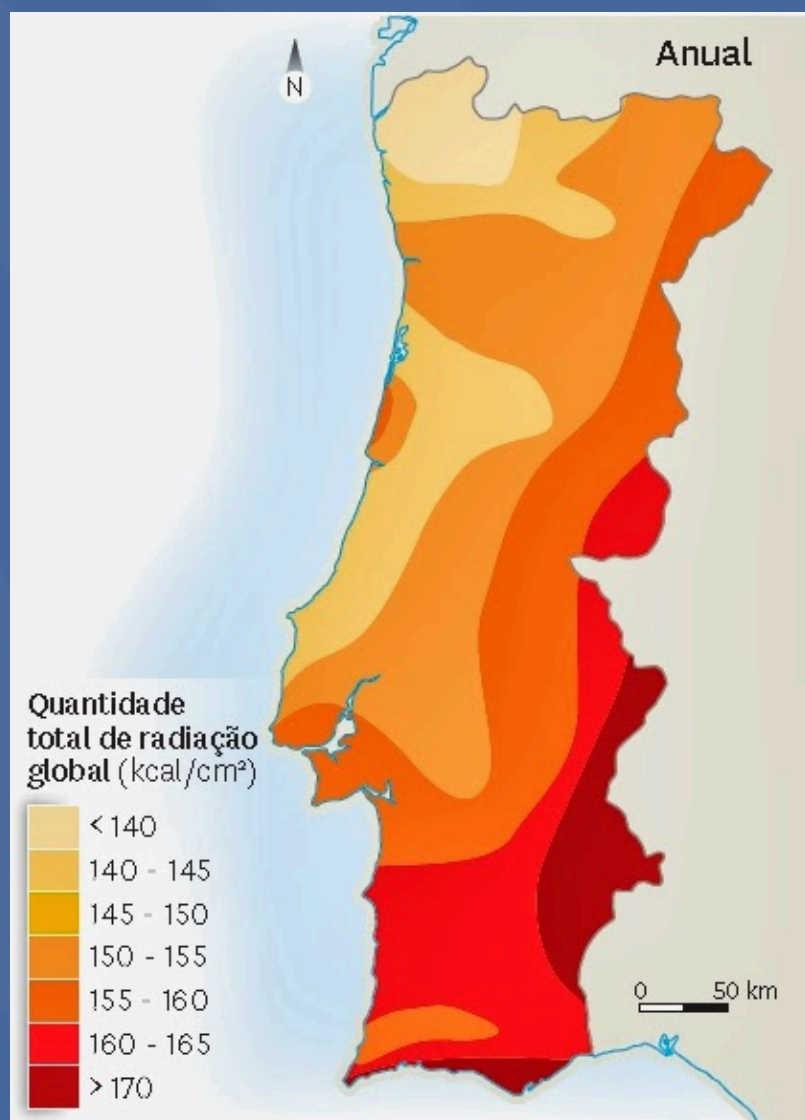 Anual
N
Quantidade
total de radiação
global (kcal/cm²)
< 140
140 - 145
145 - 150
150 - 155
155 - 160
160 - 165
> 170
0 50 km